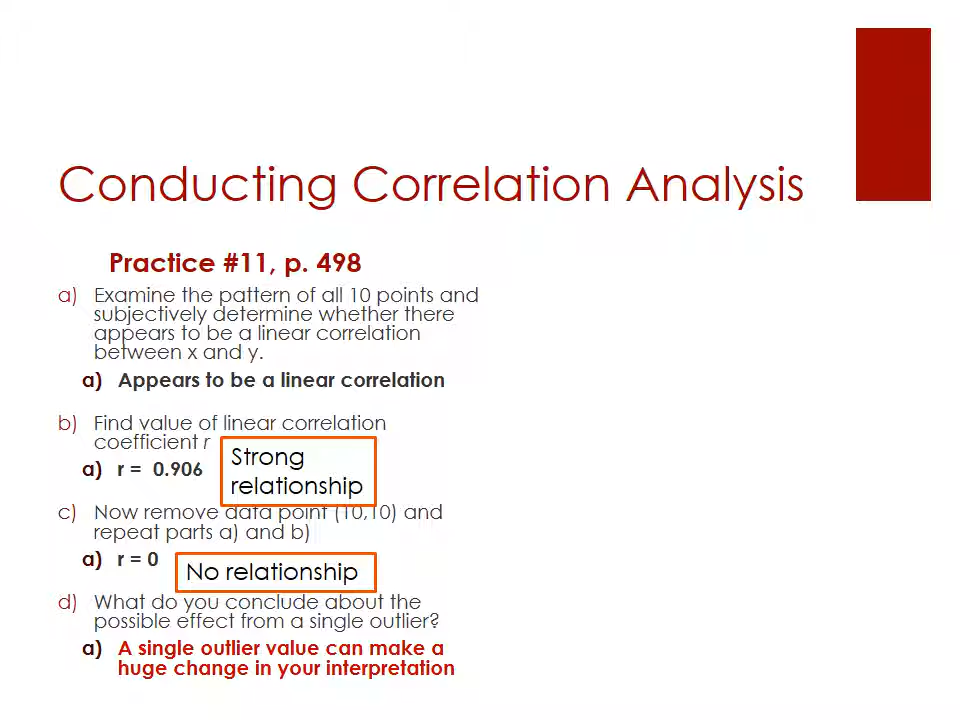 Conducting Correlation Analysis
Practice #11, p. 498
a) Examine the pattern of all 10 points and
subjectively determine whether there
appears to be a linear correlation
between x and y.
a) Appears to be a linear correlation
b) Find value of linear correlation
coefficient r
a) r = 0.906
Strong
relationship
c) Now remove data point (10,10) and
repeat parts a) and b)
a) r = 0
No relationship
d) What do you conclude about the
possible effect from a single outlier?
a) A single outlier value can make a
huge change in your interpretation